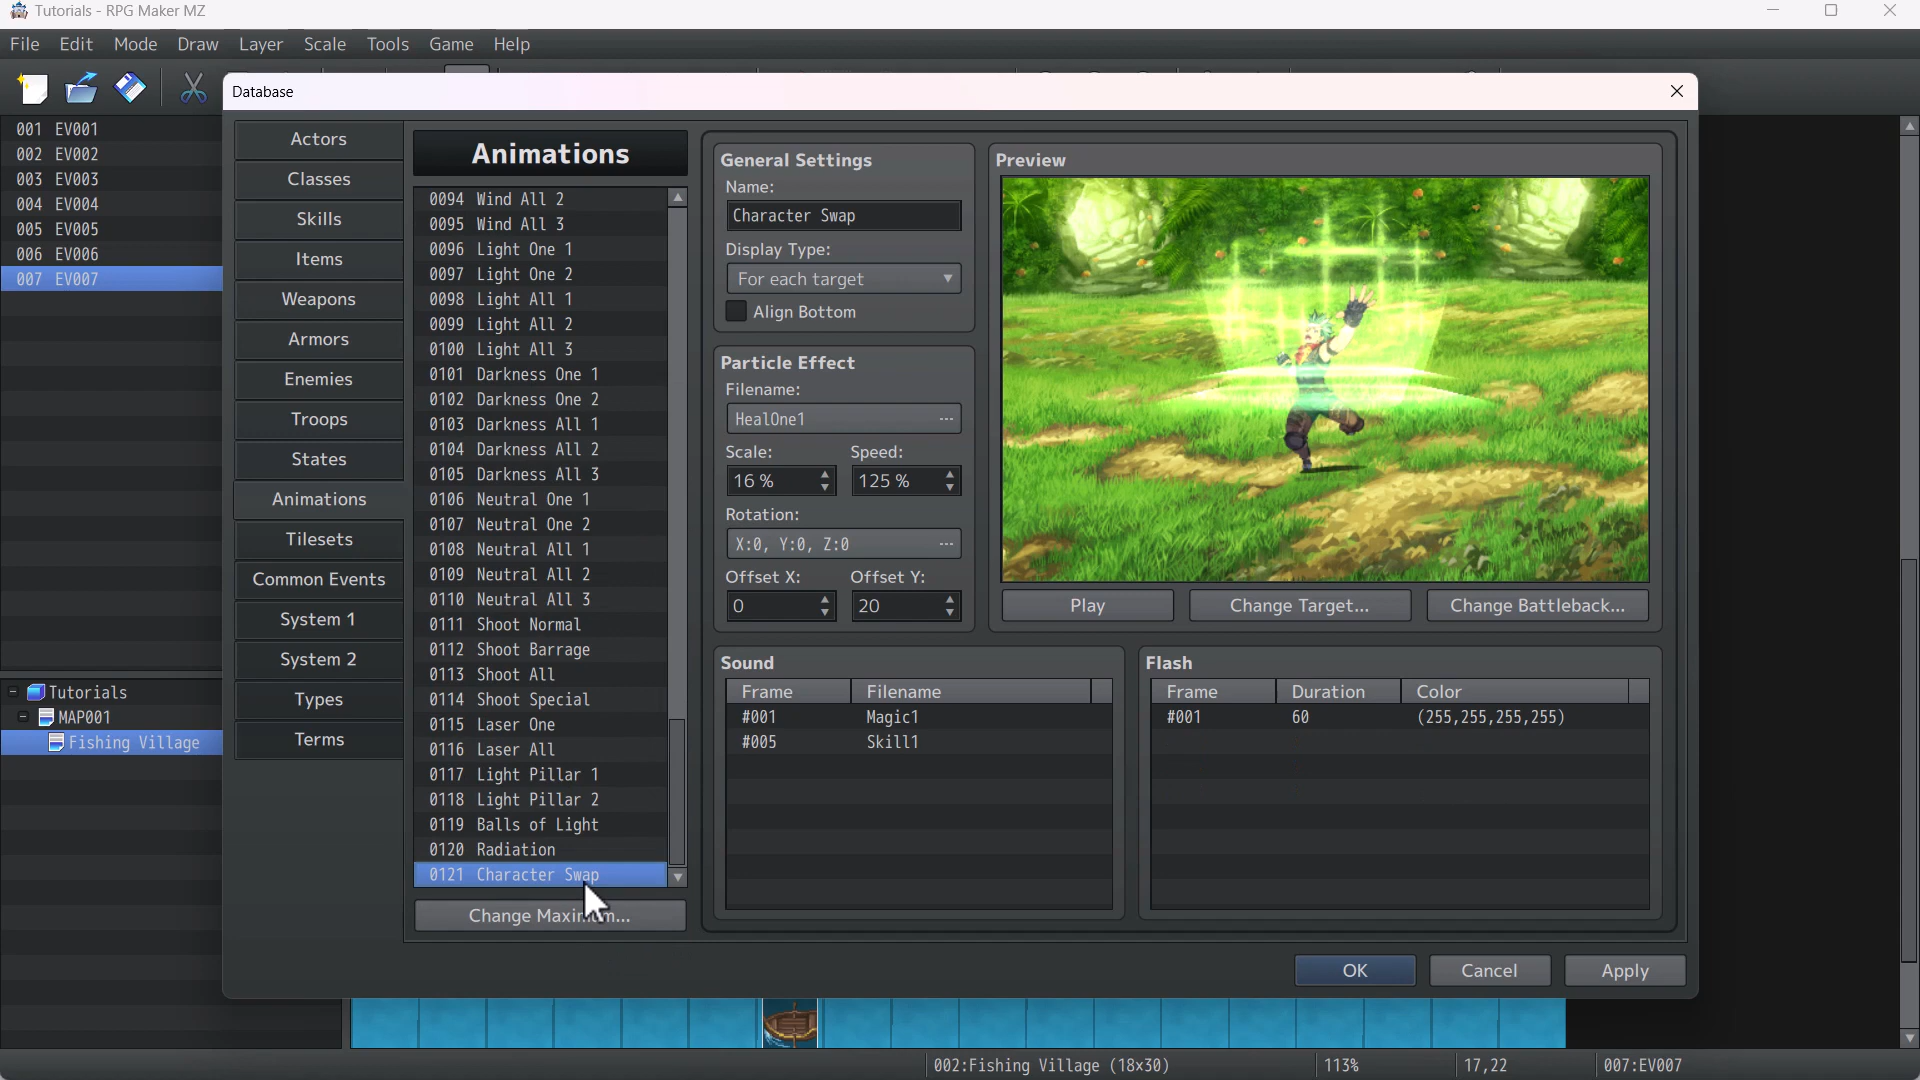 Tutorials - RPG Maker MZ
File Edit Mode Draw Layer Scale Tools Game Help
Database
001 EV001
002 EV002
003 EV003
004 EV004
005 EV005
006 EV006
007 EV007
Tutorials
MAP001
Fishing Village
Actors
Classes
Skills
Items
Weapons
Armors
Enemies
Troops
States
Animations
Tilesets
Common Events
System 1
System 2
Types
Terms
Animations
0094 Wind All 2
0095 Wind All 3
0096 Light One 1
0097 Light One 2
0098 Light All 1
0099 Light All 2
0100 Light All 3
0101 Darkness One 1
0102 Darkness One 2
0103 Darkness All 1
0104 Darkness All 2
0105 Darkness All 3
0106 Neutral One 1
0107 Neutral One 2
0108 Neutral All 1
0109 Neutral All 2
0110 Neutral All 3
0111 Shoot Normal
0112 Shoot Barrage
0113 Shoot All
0114 Shoot Special
0115 Laser One
0116 Laser All
0117 Light Pillar 1
0118 Light Pillar 2
0119 Balls of Light
0120 Radiation
0121 Character Swap
Change Maximum...
General Settings
Name:
Character Swap
Display Type:
For each target
Align Bottom
Particle Effect
Filename:
HealOne1 ...
Scale: Speed:
16 % 125 %
Rotation:
X:0, Y:0, Z:0 ...
Offset X: Offset Y:
0 20
Preview
Play Change Target... Change Battleback...
Sound
Frame Filename
#001 Magic1
#005 Skill1
Flash
Frame Duration Color
#001 60 (255,255,255,255)
OK Cancel Apply
002:Fishing Village (18x30) 113% 17,22 007:EV007